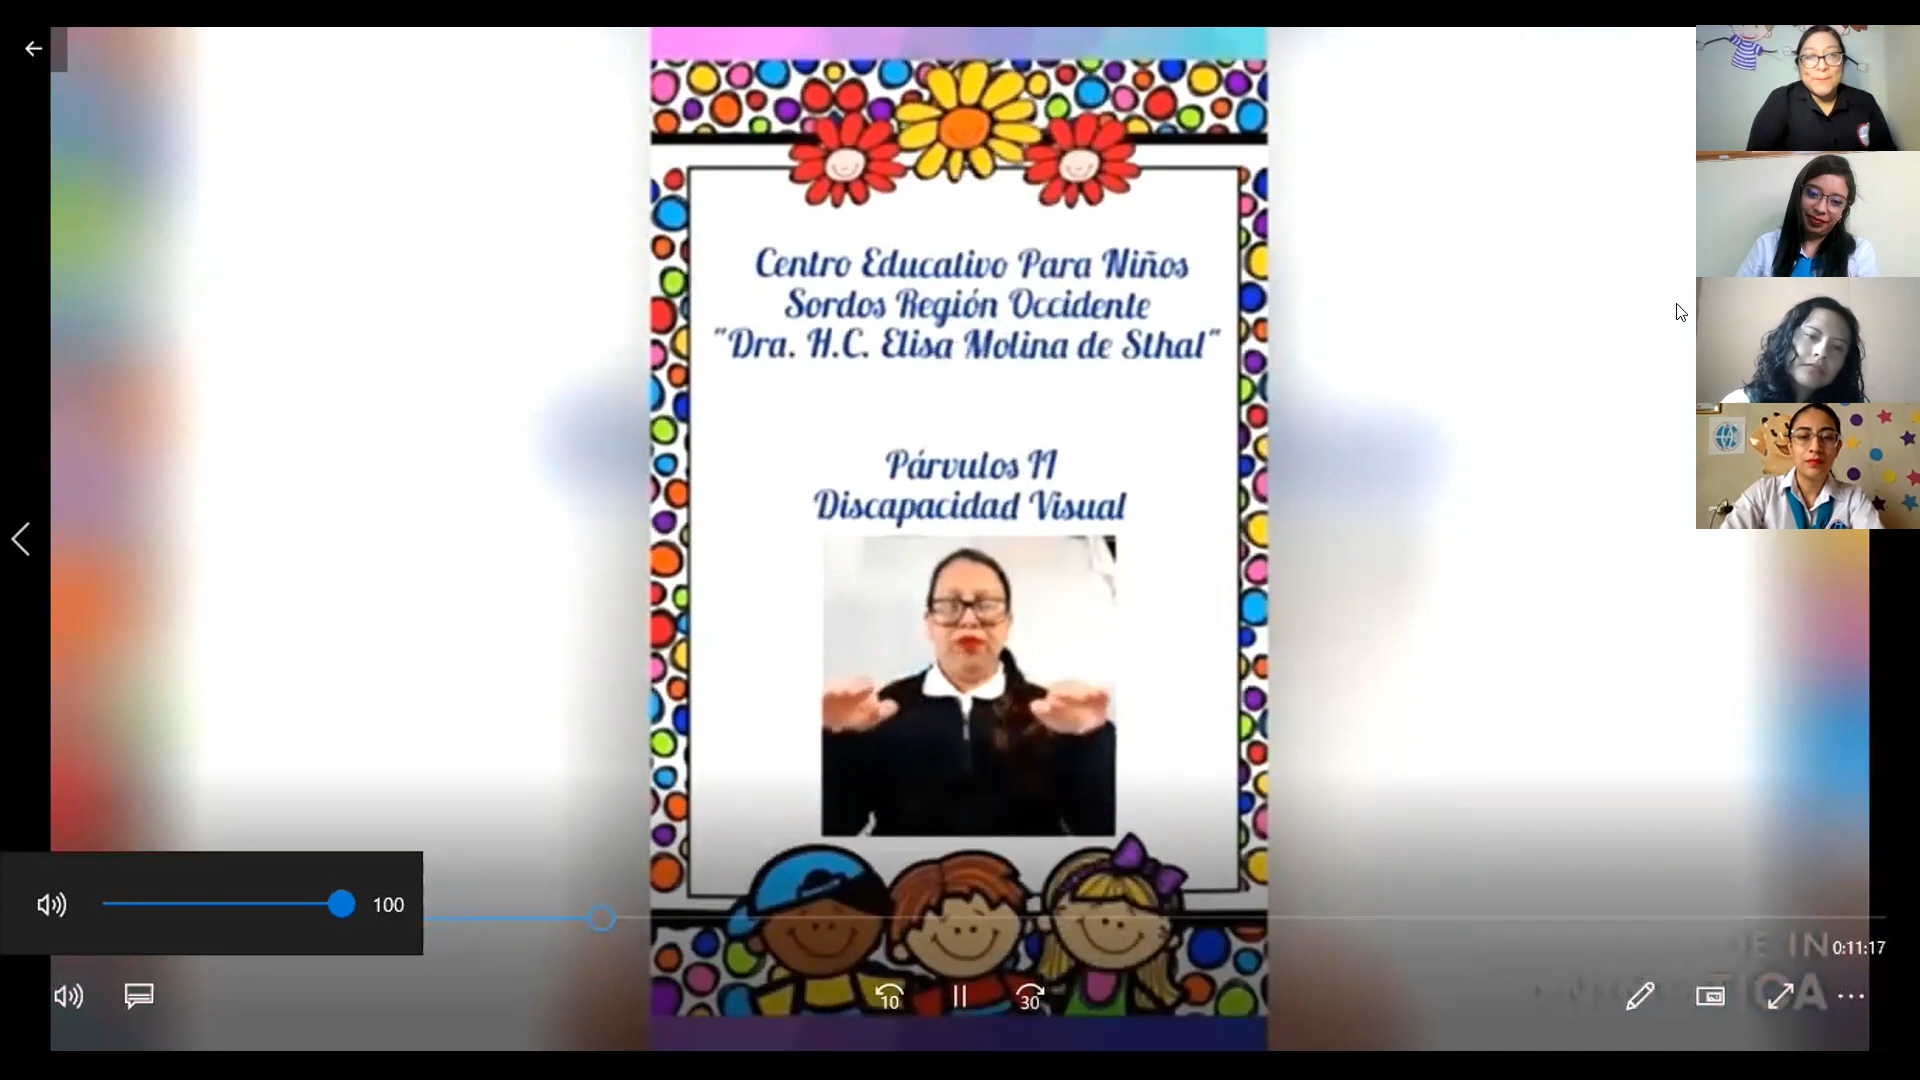 Centro Educativo Para Niños
Sordos Región Occidente
"Dra. H.C. Elisa Molina de Sthal"
Párvulos II
Discapacidad Visual
100
IN
0:11:17
10
30